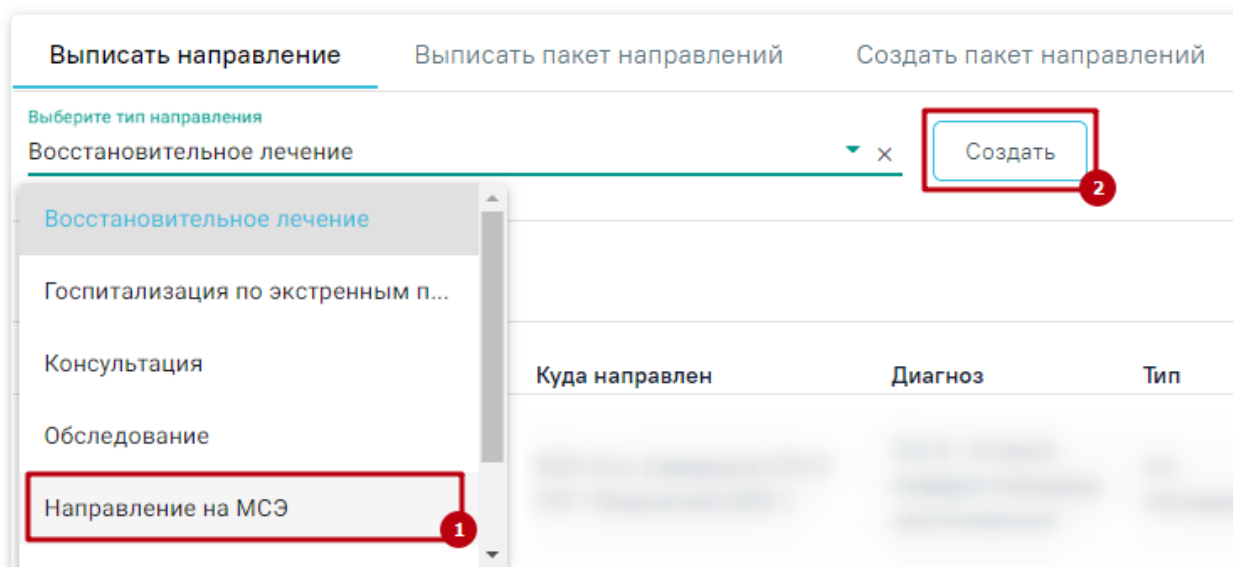 Выписать направление Выписать пакет направлений Создать пакет направлений
Выберите тип направления
Восстановительное лечение
Создать
2
Восстановительное лечение
Госпитализация по экстренным п...
Консультация
Куда направлен Диагноз Тип
Обследование
Направление на МСЭ
1